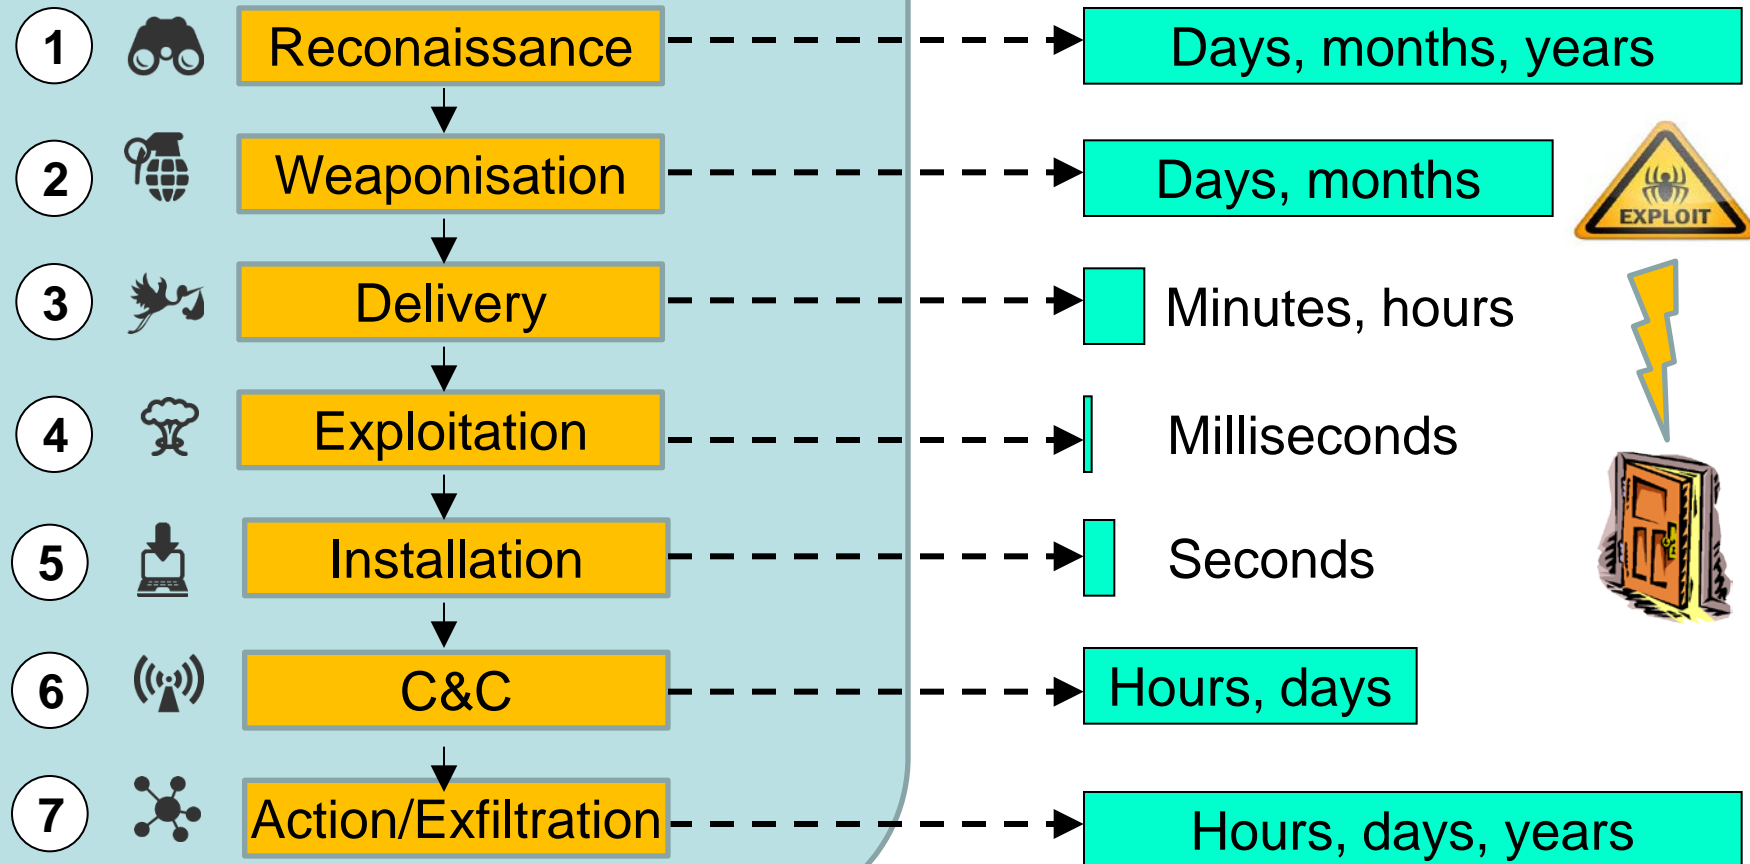 1
Reconaissance
Days, months, years
2
Weaponisation
Days, months
EXPLOIT
3
Delivery
Minutes, hours
4
Exploitation
Milliseconds
5
Installation
Seconds
6
C&C
Hours, days
7
Action/Exfiltration
Hours, days, years